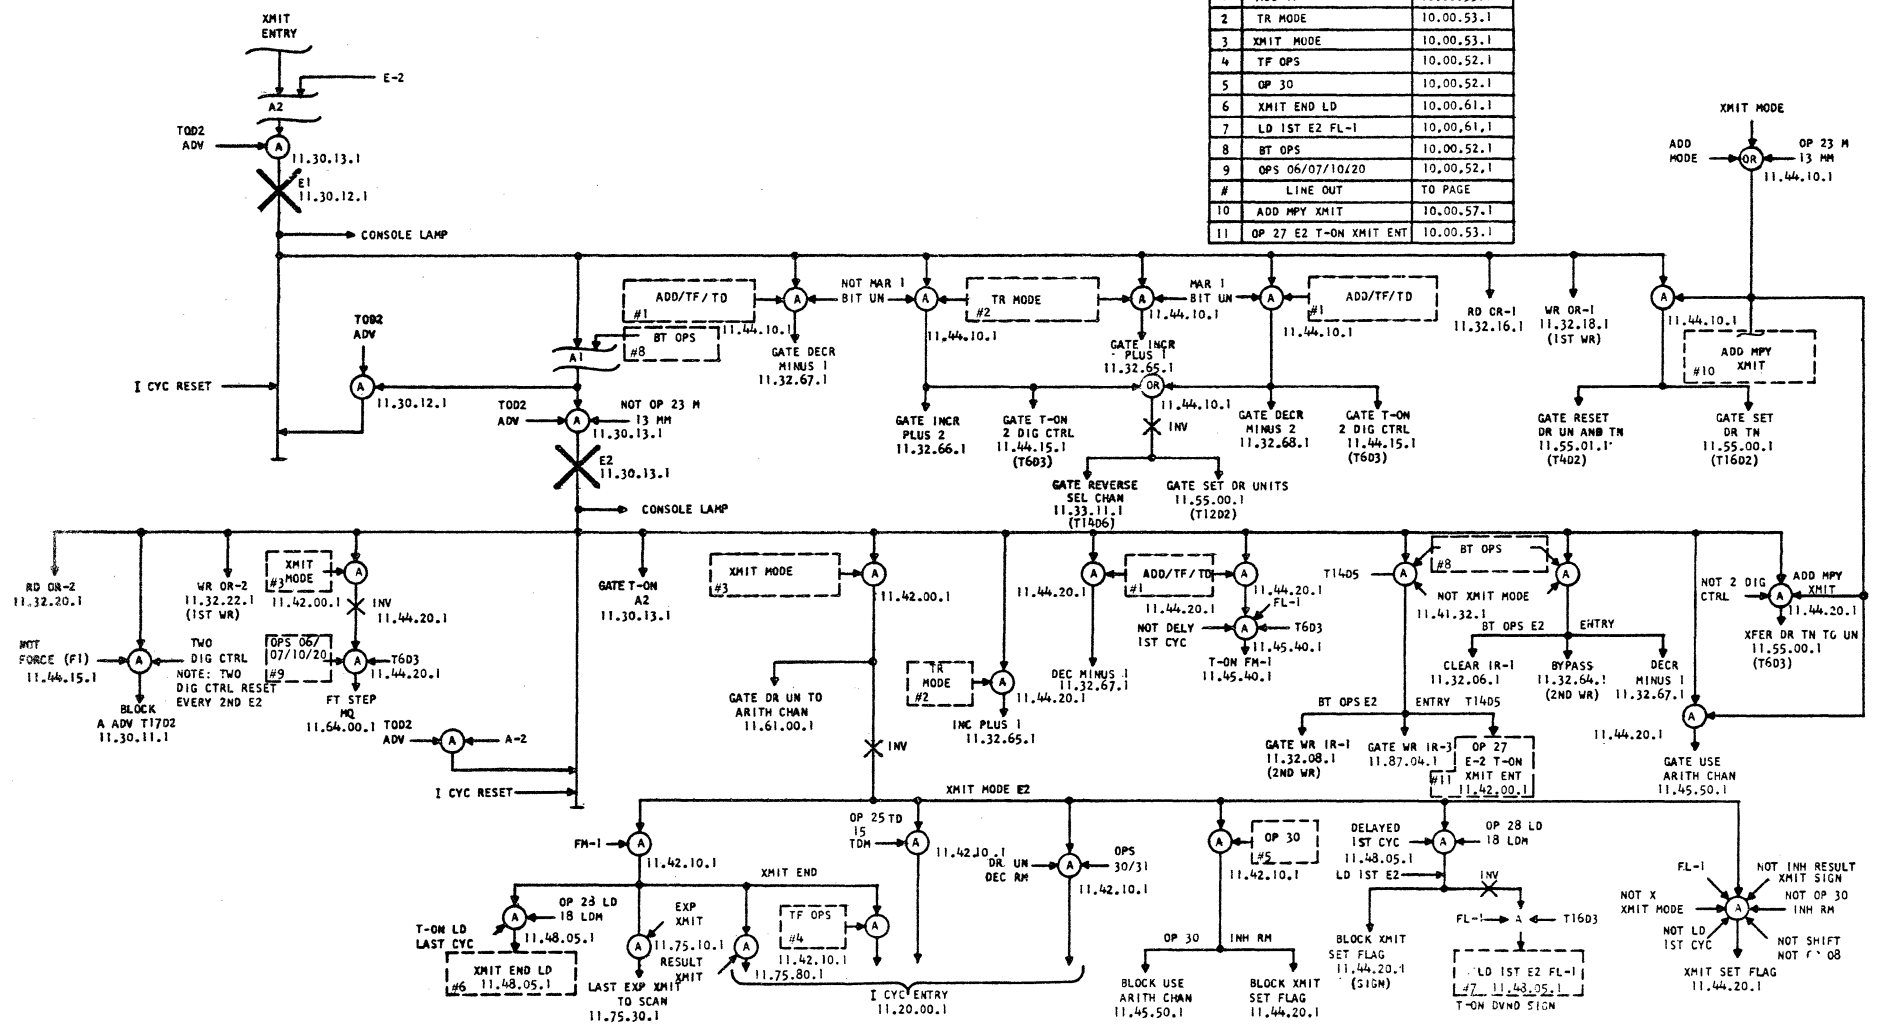 XMIT
ENTRY
E-2
A2
TOD2
ADV
A
11.30.13.1
E1
11.30.12.1
CONSOLE LAMP
2 TR MODE 10.00.53.1
3 XMIT MODE 10.00.53.1
4 TF OPS 10.00.52.1
5 OP 30 10.00.52.1
6 XMIT END LD 10.00.61.1
7 LD 1ST E2 FL-1 10.00.61.1
8 BT OPS 10.00.52.1
9 OPS 06/07/10/20 10.00.52.1
# LINE OUT TO PAGE
10 ADD MPY XMIT 10.00.57.1
11 OP 27 E2 T-ON XMIT ENT 10.00.53.1
XMIT MODE
ADD
MODE
OR
OP 23 M
13 MM
11.44.10.1
ADD/TF/TD
#1
11.44.10.1
A
NOT MAR 1
BIT UN
A
TR MODE
#2
11.44.10.1
A
11.44.10.1
MAR 1
BIT UN
A
ADD/TF/TD
#1
11.44.10.1
RD OR-1
11.32.16.1
WR OR-1
11.32.18.1
(1ST WR)
A
11.44.10.1
ADD MPY
XMIT
#10
TOD2
ADV
A1
BT OPS
#8
GATE DECR
MINUS 1
11.32.67.1
GATE INCR
PLUS 1
11.32.65.1
I CYC RESET
A
11.30.12.1
TOD2
ADV
A
NOT OP 23 M
13 MM
11.30.13.1
E2
11.30.13.1
CONSOLE LAMP
OR
11.44.10.1
INV
GATE INCR
PLUS 2
11.32.66.1
GATE T-ON
2 DIG CTRL
11.44.15.1
(T6D3)
GATE DECR
MINUS 2
11.32.68.1
GATE T-ON
2 DIG CTRL
11.44.15.1
(T6D3)
GATE RESET
DR UN AND TN
11.55.01.1
(T4D2)
GATE SET
DR TN
11.55.00.1
(T16D2)
GATE REVERSE
SEL CHAN
11.33.11.1
(T14D6)
GATE SET DR UNITS
11.55.00.1
(T12D2)
RD OR-2
11.32.20.1
WR OR-2
11.32.22.1
(1ST WR)
XMIT
MODE
#3
A
11.42.00.1
INV
11.44.20.1
GATE T-ON
A2
11.30.13.1
XMIT MODE
#3
A
11.42.00.1
A
11.44.20.1
ADD/TF/TD
#1
11.44.20.1
A
11.44.20.1
FL-1
NOT DELY
1ST CYC
A
T6D3
11.45.40.1
T-ON FM-1
11.45.40.1
T14D5
A
BT OPS
#8
NOT XMIT MODE
11.41.32.1
A
NOT 2 DIG
CTRL
A
ADD MPY
XMIT
11.44.20.1
XFER DR TN TO UN
11.55.00.1
(T6D3)
NOT
FORCE (F1)
11.44.15.1
A
TWO
DIG CTRL
NOTE: TWO
DIG CTRL RESET
EVERY 2ND E2
BLOCK
A ADV T17D2
11.30.11.1
OPS 06/
07/10/20
#9
A
T6D3
11.44.20.1
FT STEP
MQ
11.64.00.1
TOD2
ADV
A
A-2
I CYC RESET
GATE DR UN TO
ARITH CHAN
11.61.00.1
INV
TR
MODE
#2
A
11.44.20.1
INC PLUS 1
11.32.65.1
DEC MINUS 1
11.32.67.1
BT OPS E2 ENTRY
CLEAR IR-1
11.32.06.1
BYPASS
11.32.64.1
(2ND WR)
DECR
MINUS 1
11.32.67.1
BT OPS E2 ENTRY T14D5
GATE WR IR-1
11.32.08.1
(2ND WR)
GATE WR IR-3
11.87.04.1
OP 27
E-2 T-ON
XMIT ENT
#11
11.42.00.1
A
11.44.20.1
GATE USE
ARITH CHAN
11.45.50.1
XMIT MODE E2
FM-1
A
11.42.10.1
OP 25 TD
15
TDM
A
11.42.10.1
DR UN
DEC RM
A
OPS
30/31
11.42.10.1
A
OP 30
#5
11.42.10.1
DELAYED
1ST CYC
11.48.05.1
A
OP 28 LD
18 LDM
LD 1ST E2
INV
FL-1
A
T16D3
FL-1
NOT INH RESULT
XMIT SIGN
NOT X
XMIT MODE
A
NOT OP 30
INH RM
NOT LD
1ST CYC
NOT SHIFT
XMIT SET FLAG
11.44.20.1
XMIT END
T-ON LD
LAST CYC
A
OP 28 LD
18 LDM
11.48.05.1
XMIT END LD
#6 11.48.05.1
EXP
XMIT
A
11.75.10.1
LAST EXP XMIT
TO SCAN
11.75.30.1
RESULT
XMIT
A
11.75.80.1
TF OPS
#4
A
11.42.10.1
I CYC ENTRY
11.20.00.1
OP 30 INH RM
BLOCK USE
ARITH CHAN
11.45.50.1
BLOCK XMIT
SET FLAG
11.44.20.1
BLOCK XMIT
SET FLAG
11.44.20.1
(SIGN)
LD 1ST E2 FL-1
#7 11.48.05.1
T-ON DVND SIGN